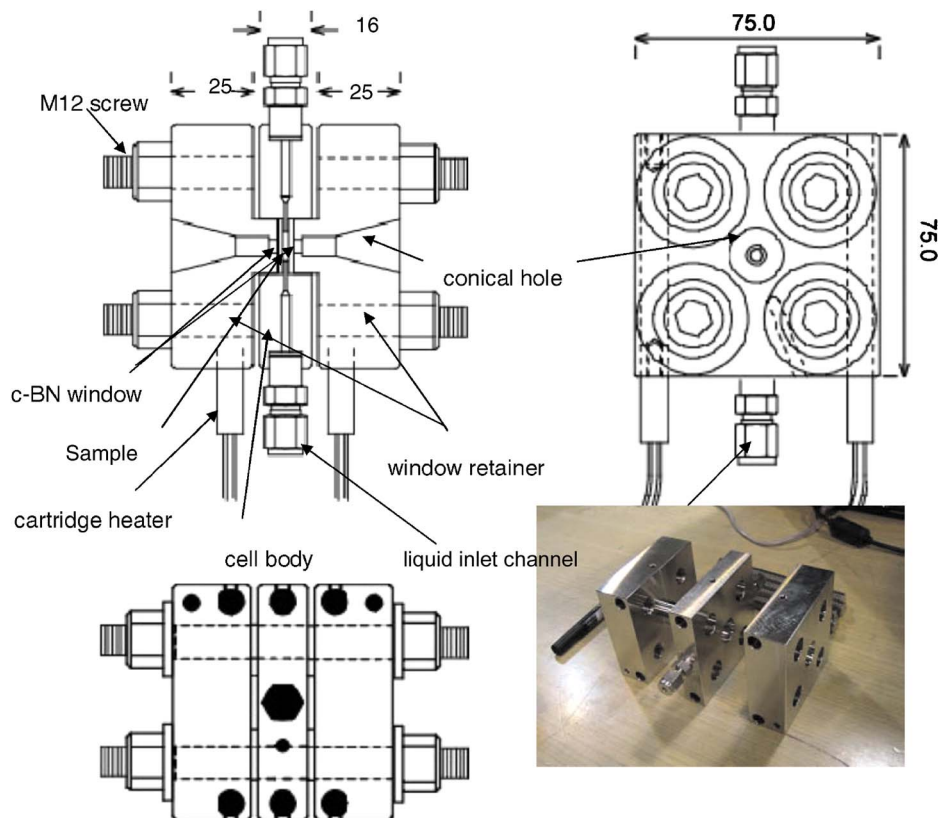 16
75.0
25
25
M12 screw
75.0
conical hole
c-BN window
Sample
window retainer
cartridge heater
cell body
liquid inlet channel